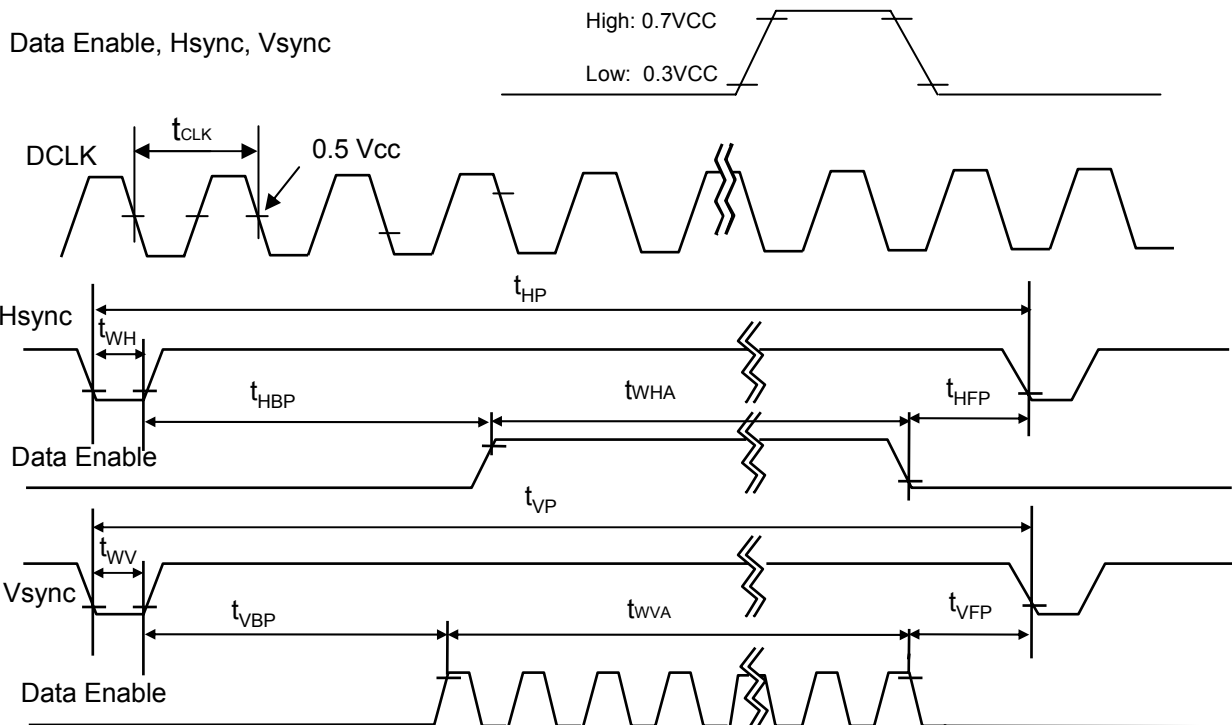 High: 0.7VCC
Data Enable, Hsync, Vsync
Low: 0.3VCC
tCLK
DCLK
0.5 Vcc
tHP
Hsync
tWH
tHBP
tWHA
tHFP
Data Enable
tVP
tWV
Vsync
tVBP
tWVA
tVFP
Data Enable